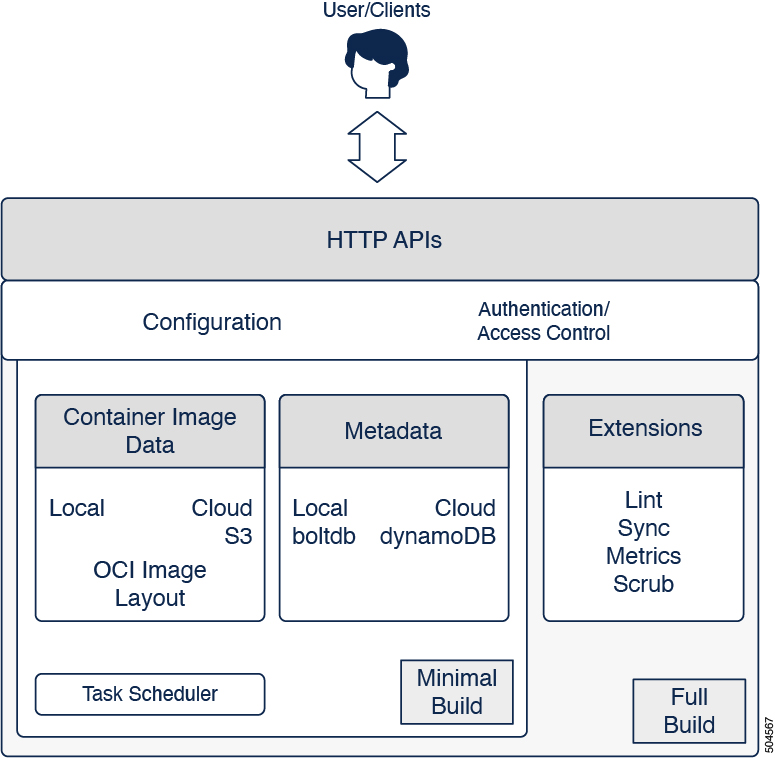 User/Clients
HTTP APIs
Configuration
Authentication/
Access Control
Container Image
Data
Local Cloud
S3
OCI Image
Layout
Metadata
Local Cloud
boltdb dynamoDB
Extensions
Lint
Sync
Metrics
Scrub
Task Scheduler
Minimal
Build
Full
Build
504567